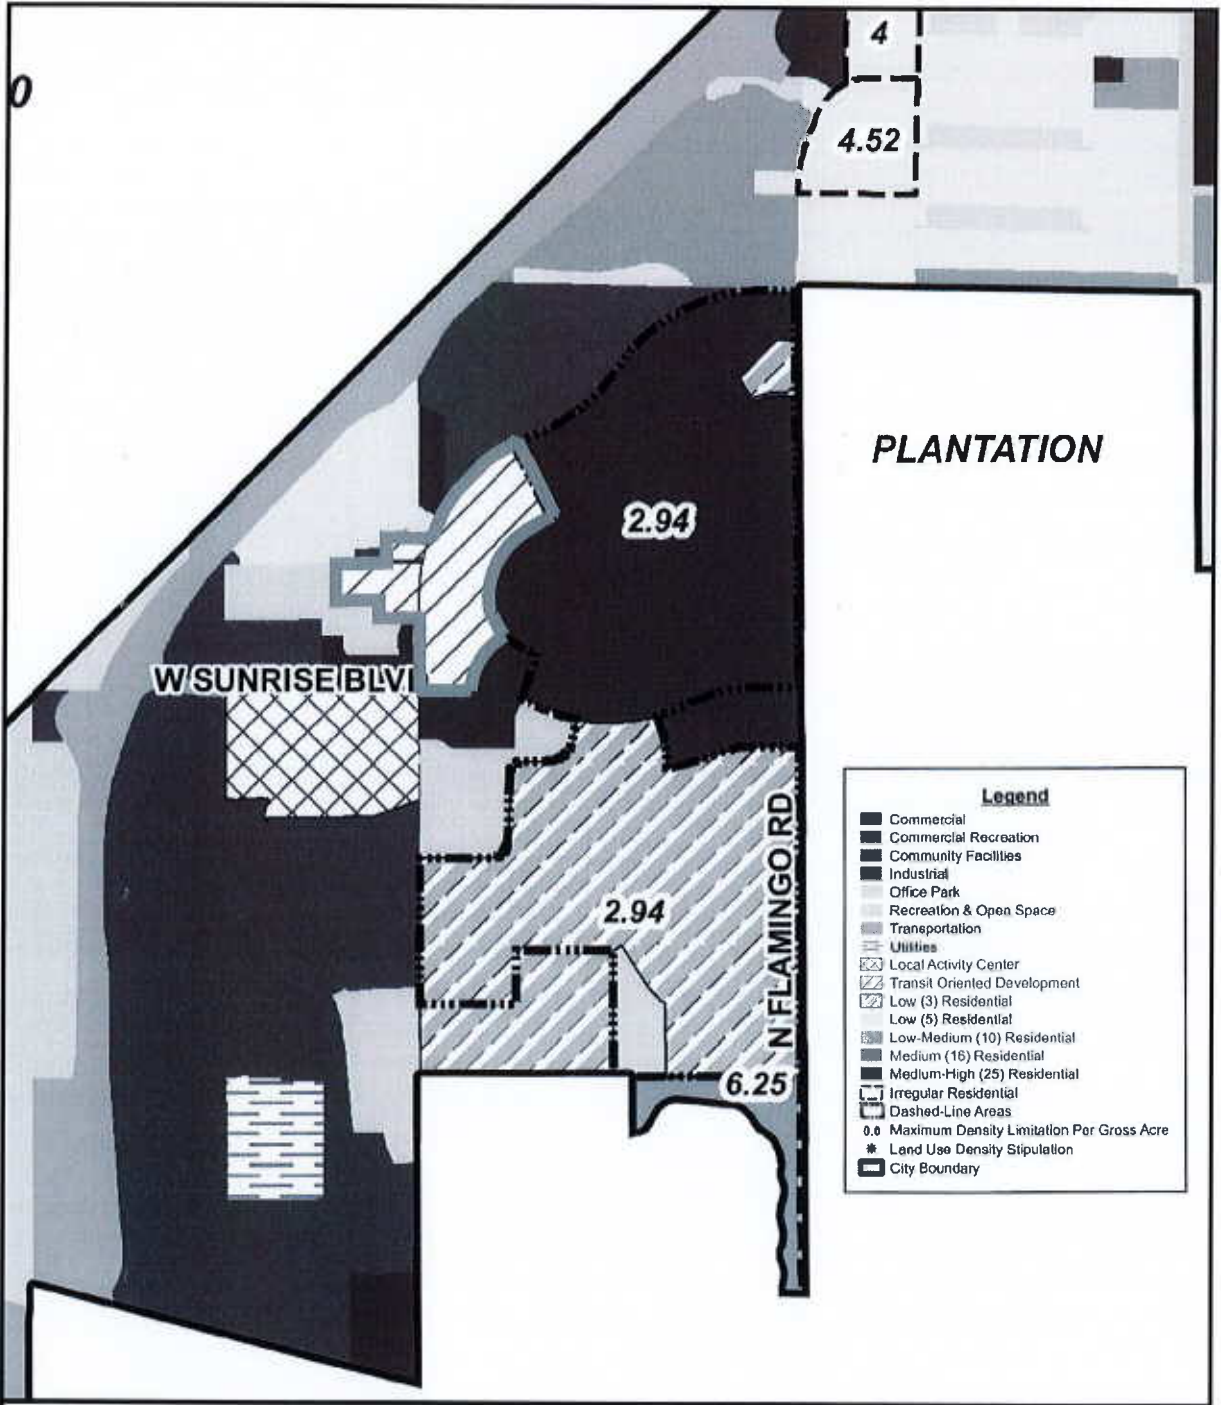 4
0
4.52
PLANTATION
2.94
W SUNRISE BLV
N FLAMINGO RD
2.94
6.25
Legend
Commercial
Commercial Recreation
Community Facilities
Industrial
Office Park
Recreation & Open Space
Transportation
Utilities
Local Activity Center
Transit Oriented Development
Low (3) Residential
Low (5) Residential
Low-Medium (10) Residential
Medium (16) Residential
Medium-High (25) Residential
Irregular Residential
Dashed-Line Areas
0.0 Maximum Density Limitation Per Gross Acre
* Land Use Density Stipulation
City Boundary